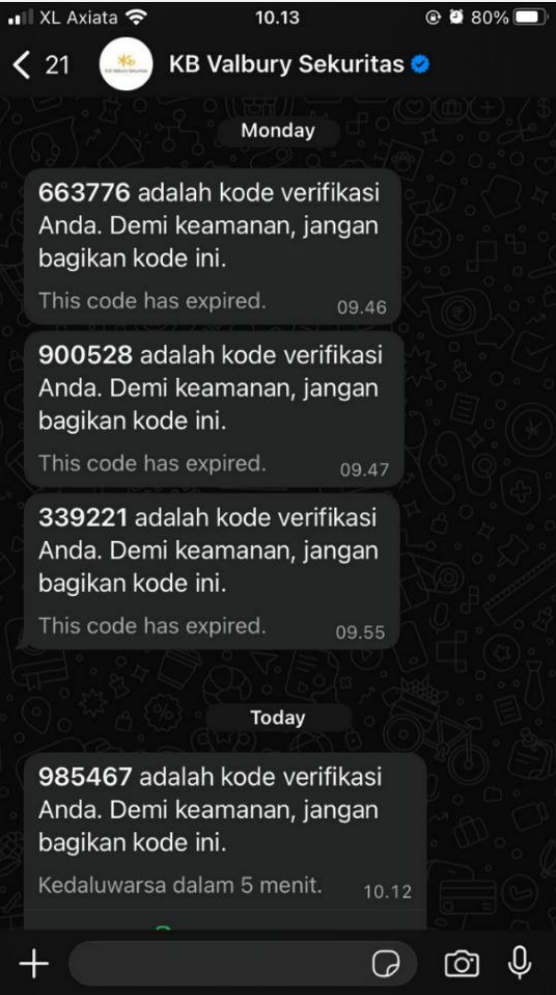 XL Axiata 10.13 80%
21 KB Valbury Sekuritas
Monday
663776 adalah kode verifikasi
Anda. Demi keamanan, jangan
bagikan kode ini.
This code has expired. 09.46
900528 adalah kode verifikasi
Anda. Demi keamanan, jangan
bagikan kode ini.
This code has expired. 09.47
339221 adalah kode verifikasi
Anda. Demi keamanan, jangan
bagikan kode ini.
This code has expired. 09.55
Today
985467 adalah kode verifikasi
Anda. Demi keamanan, jangan
bagikan kode ini.
Kedaluwarsa dalam 5 menit. 10.12